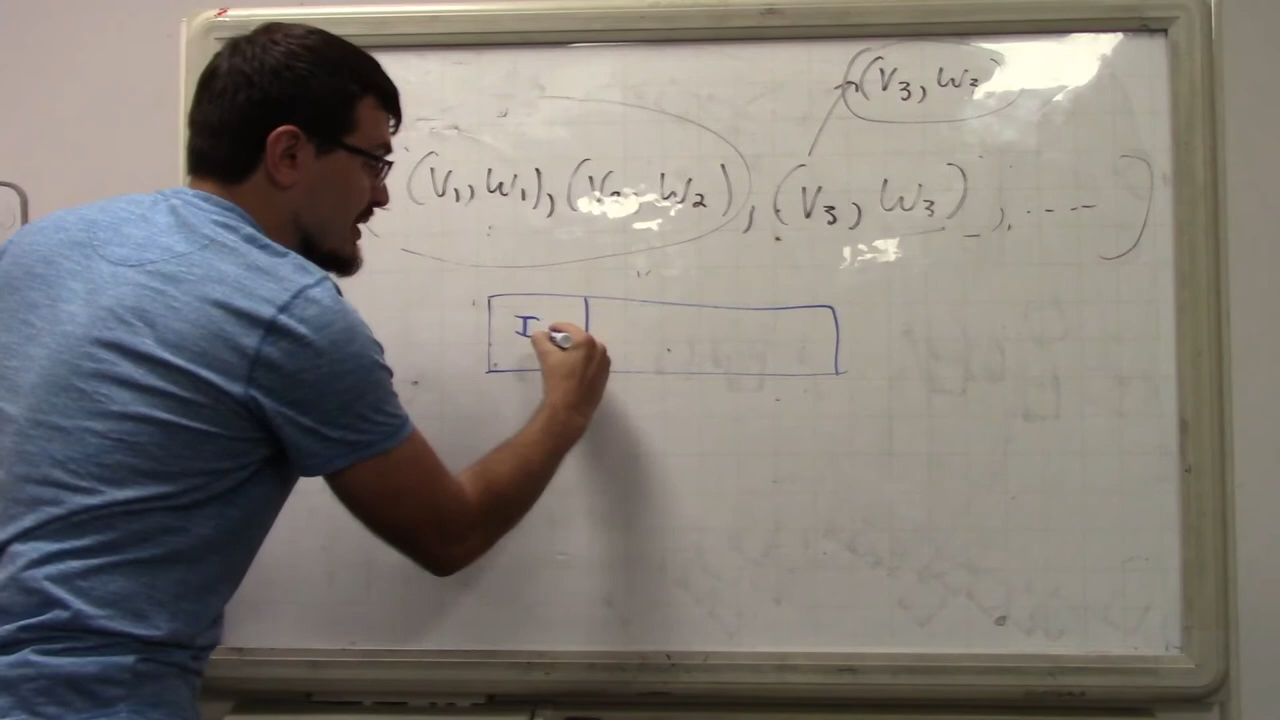 (V3, W3)
(V1, W1), (V2, W2), (V3, W3), ....]
I